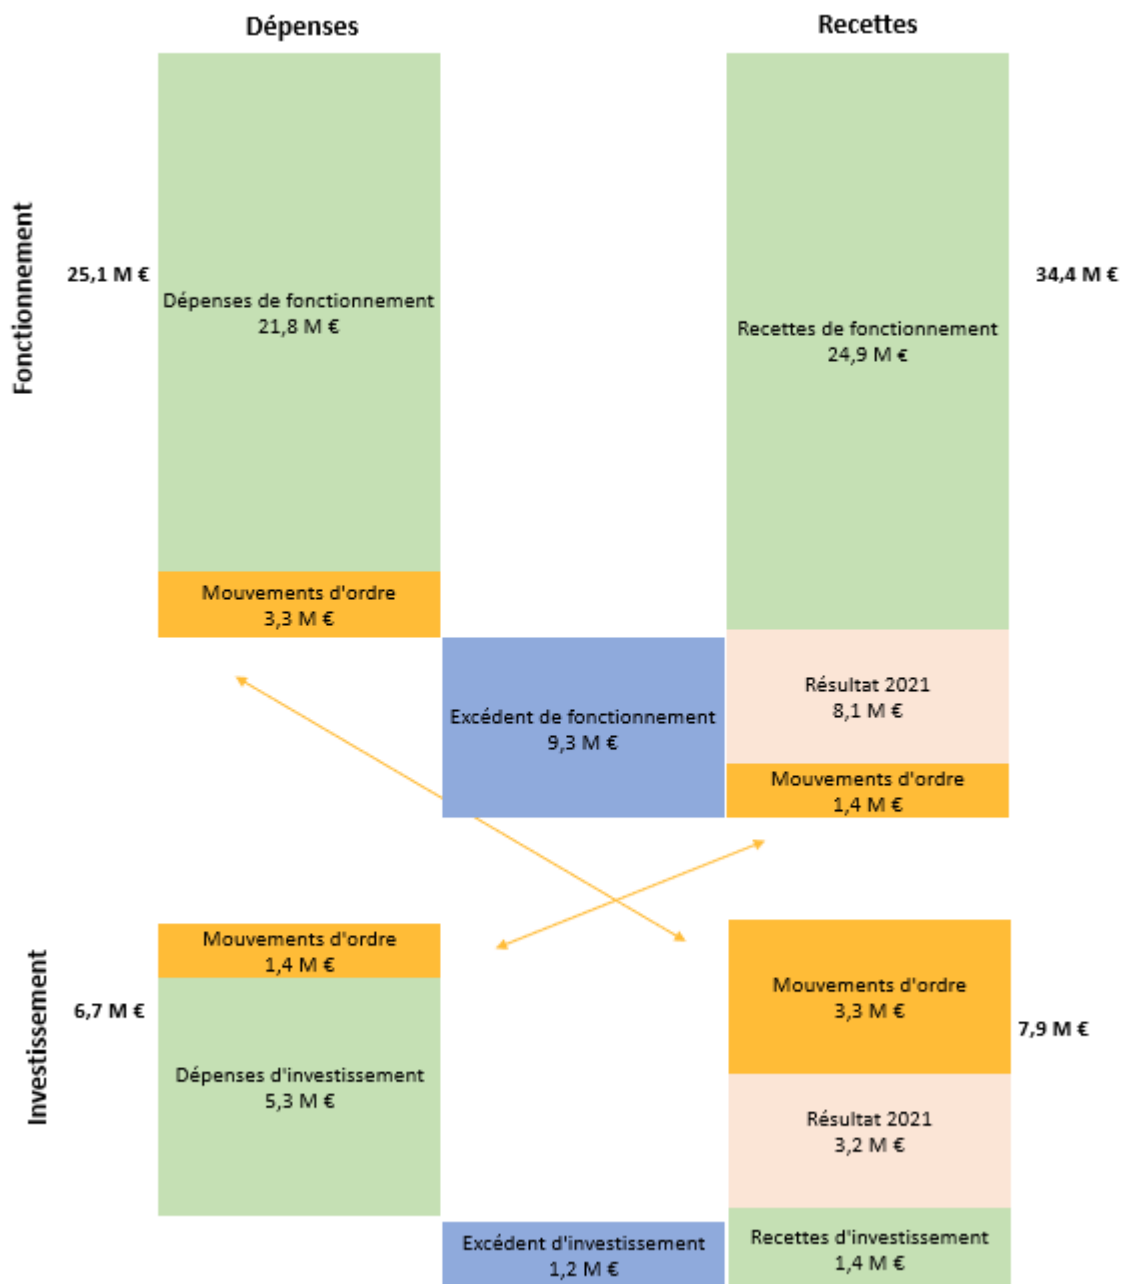 Dépenses
Recettes
Fonctionnement
25,1 M €
Dépenses de fonctionnement
21,8 M €
Recettes de fonctionnement
24,9 M €
34,4 M €
Mouvements d'ordre
3,3 M €
Excédent de fonctionnement
9,3 M €
Résultat 2021
8,1 M €
Mouvements d'ordre
1,4 M €
Investissement
6,7 M €
Mouvements d'ordre
1,4 M €
Dépenses d'investissement
5,3 M €
Mouvements d'ordre
3,3 M €
7,9 M €
Résultat 2021
3,2 M €
Excédent d'investissement
1,2 M €
Recettes d'investissement
1,4 M €